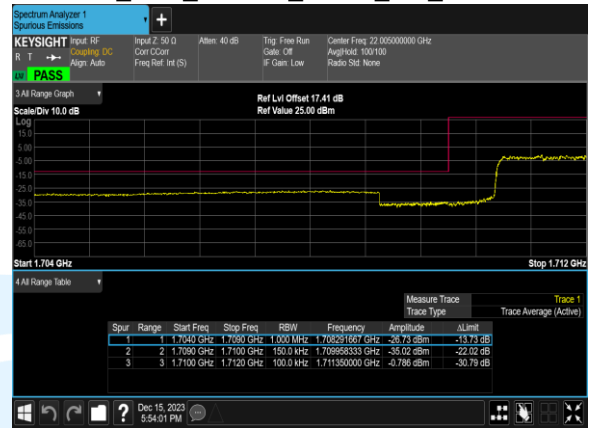 Spectrum Analyzer 1
Spurious Emissions
+
KEYSIGHT Input: RF Input Z: 50 Ω Atten: 40 dB Trig: Free Run Center Freq: 22.005000000 GHz
R T Coupling: DC Corr CCorr Gate: Off Avg|Hold: 100/100
Align: Auto Freq Ref: Int (S) IF Gain: Low Radio Std: None
PASS
3 All Range Graph
Ref Lvl Offset 17.41 dB
Scale/Div 10.0 dB Ref Value 25.00 dBm
Log
15.0
5.00
-5.00
-15.0
-25.0
-35.0
-45.0
-55.0
-65.0
Start 1.704 GHz Stop 1.712 GHz
4 All Range Table
Measure Trace Trace 1
Trace Type Trace Average (Active)
Spur Range Start Freq Stop Freq RBW Frequency Amplitude ΔLimit
1 1 1.7040 GHz 1.7090 GHz 1.000 MHz 1.708291667 GHz -26.73 dBm -13.73 dB
2 2 1.7090 GHz 1.7100 GHz 150.0 kHz 1.709958333 GHz -35.02 dBm -22.02 dB
3 3 1.7100 GHz 1.7120 GHz 100.0 kHz 1.711350000 GHz -0.786 dBm -30.79 dB
? Dec 15, 2023
5:54:01 PM